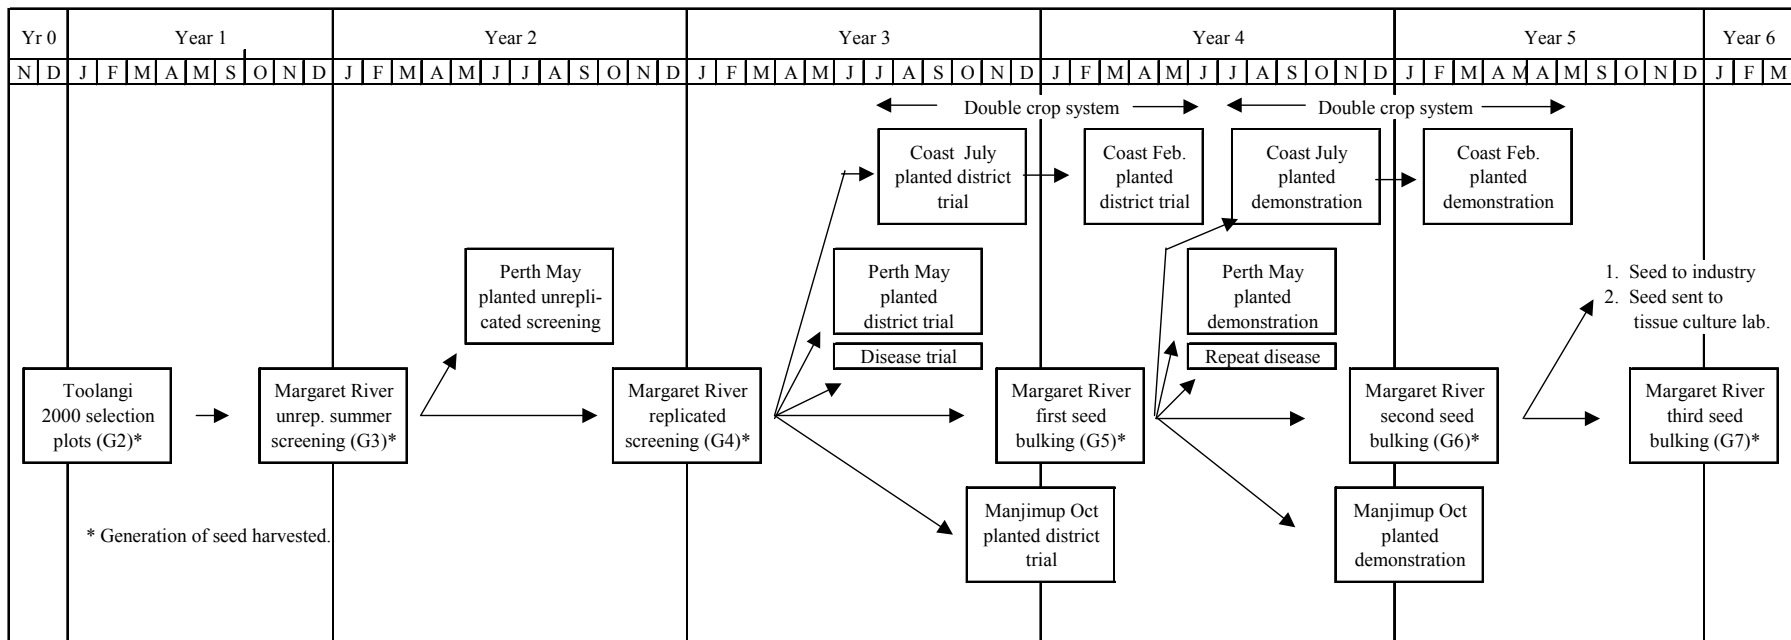 Yr 0 Year 1 Year 2 Year 3 Year 4 Year 5 Year 6
N D J F M A M S O N D J F M A M J J A S O N D J F M A M J J A S O N D J F M A M J J A S O N D J F M A M A M S O N D J F M
Double crop system
Double crop system
Coast July
planted district
trial
Coast Feb.
planted
district trial
Coast July
planted
demonstration
Coast Feb.
planted
demonstration
Perth May
planted unrepli-
cated screening
Perth May
planted
district trial
Perth May
planted
demonstration
1. Seed to industry
2. Seed sent to
tissue culture lab.
Disease trial
Repeat disease
Toolangi
2000 selection
plots (G2)*
Margaret River
unrep. summer
screening (G3)*
Margaret River
replicated
screening (G4)*
Margaret River
first seed
bulking (G5)*
Margaret River
second seed
bulking (G6)*
Margaret River
third seed
bulking (G7)*
* Generation of seed harvested.
Manjimup Oct
planted district
trial
Manjimup Oct
planted
demonstration